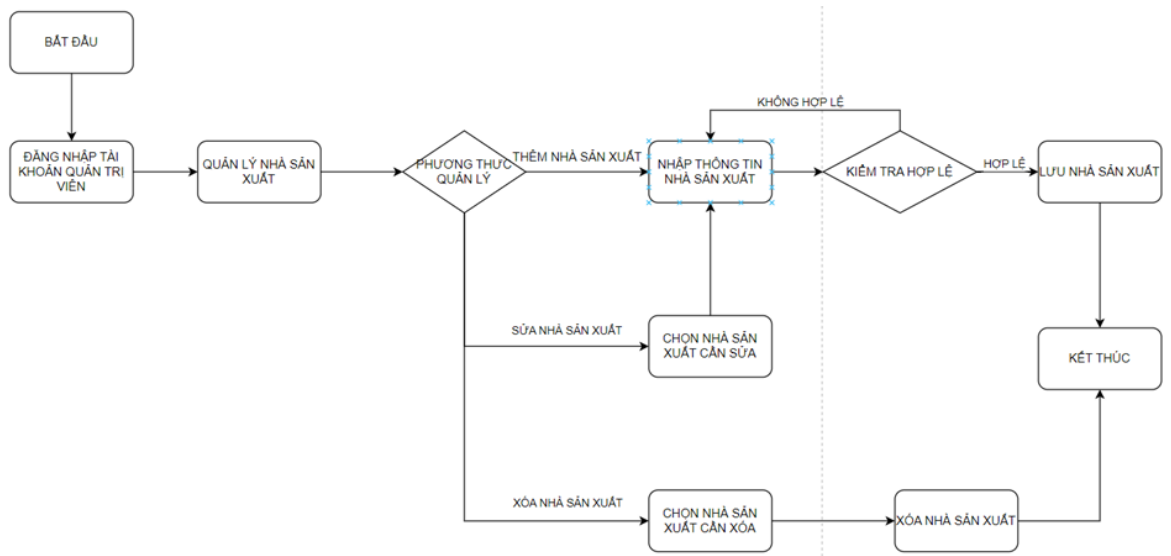 BẮT ĐẦU
KHÔNG HỢP LỆ
ĐĂNG NHẬP TÀI
KHOẢN QUẢN TRỊ
VIÊN
QUẢN LÝ NHÀ SẢN
XUẤT
PHƯƠNG THỨC
QUẢN LÝ
THÊM NHÀ SẢN XUẤT
NHẬP THÔNG TIN
NHÀ SẢN XUẤT
KIỂM TRA HỢP LỆ
HỢP LỆ
LƯU NHÀ SẢN XUẤT
SỬA NHÀ SẢN XUẤT
CHỌN NHÀ SẢN
XUẤT CẦN SỬA
KẾT THÚC
XÓA NHÀ SẢN XUẤT
CHỌN NHÀ SẢN
XUẤT CẦN XÓA
XÓA NHÀ SẢN XUẤT